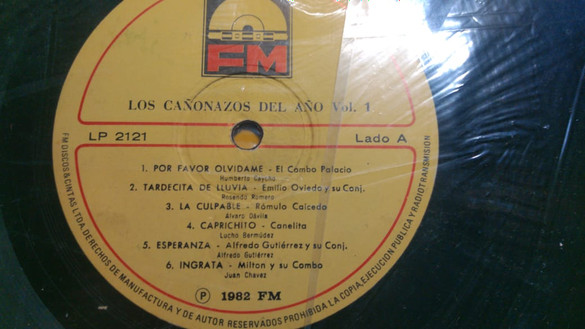 FM
LOS CAÑONAZOS DEL AÑO Vol. 1
LP 2121
Lado A
1. POR FAVOR OLVIDAME - El Combo Palacio
Humberto Caycho
2. TARDECITA DE LLUVIA - Emilio Oviedo y su Conj.
Rosendo Romero
3. LA CULPABLE - Rómulo Caicedo
Alvaro Dávila
4. CAPRICHITO - Canelita
Lucho Bermúdez
5. ESPERANZA - Alfredo Gutiérrez y su Conj.
Alfredo Gutiérrez
6. INGRATA - Milton y su Combo
Juan Chavez
Ⓟ 1982 FM
FM DISCOS & CINTAS LTDA. DERECHOS DE MANUFACTURA Y DE AUTOR RESERVADOS PROHIBIDA LA COPIA, EJECUCION PUBLICA Y RADIOTRANSMISION